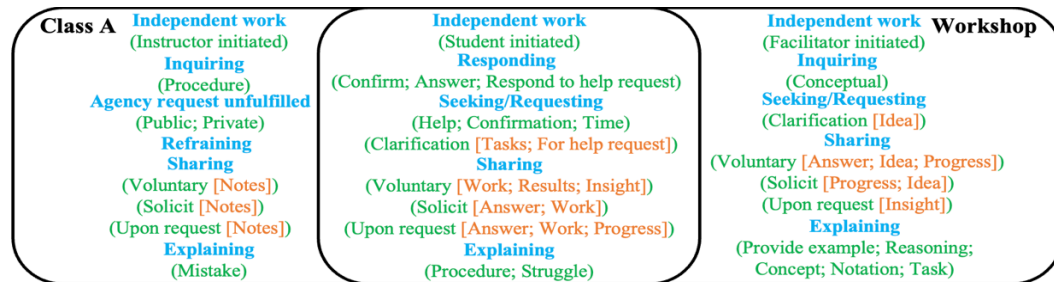 Class A
Independent work
(Instructor initiated)
Inquiring
(Procedure)
Agency request unfulfilled
(Public; Private)
Refraining
Sharing
(Voluntary [Notes])
(Solicit [Notes])
(Upon request [Notes])
Explaining
(Mistake)
Independent work
(Student initiated)
Responding
(Confirm; Answer; Respond to help request)
Seeking/Requesting
(Help; Confirmation; Time)
(Clarification [Tasks; For help request])
Sharing
(Voluntary [Work; Results; Insight])
(Solicit [Answer; Work])
(Upon request [Answer; Work; Progress])
Explaining
(Procedure; Struggle)
Workshop
Independent work
(Facilitator initiated)
Inquiring
(Conceptual)
Seeking/Requesting
(Clarification [Idea])
Sharing
(Voluntary [Answer; Idea; Progress])
(Solicit [Progress; Idea])
(Upon request [Insight])
Explaining
(Provide example; Reasoning;
Concept; Notation; Task)